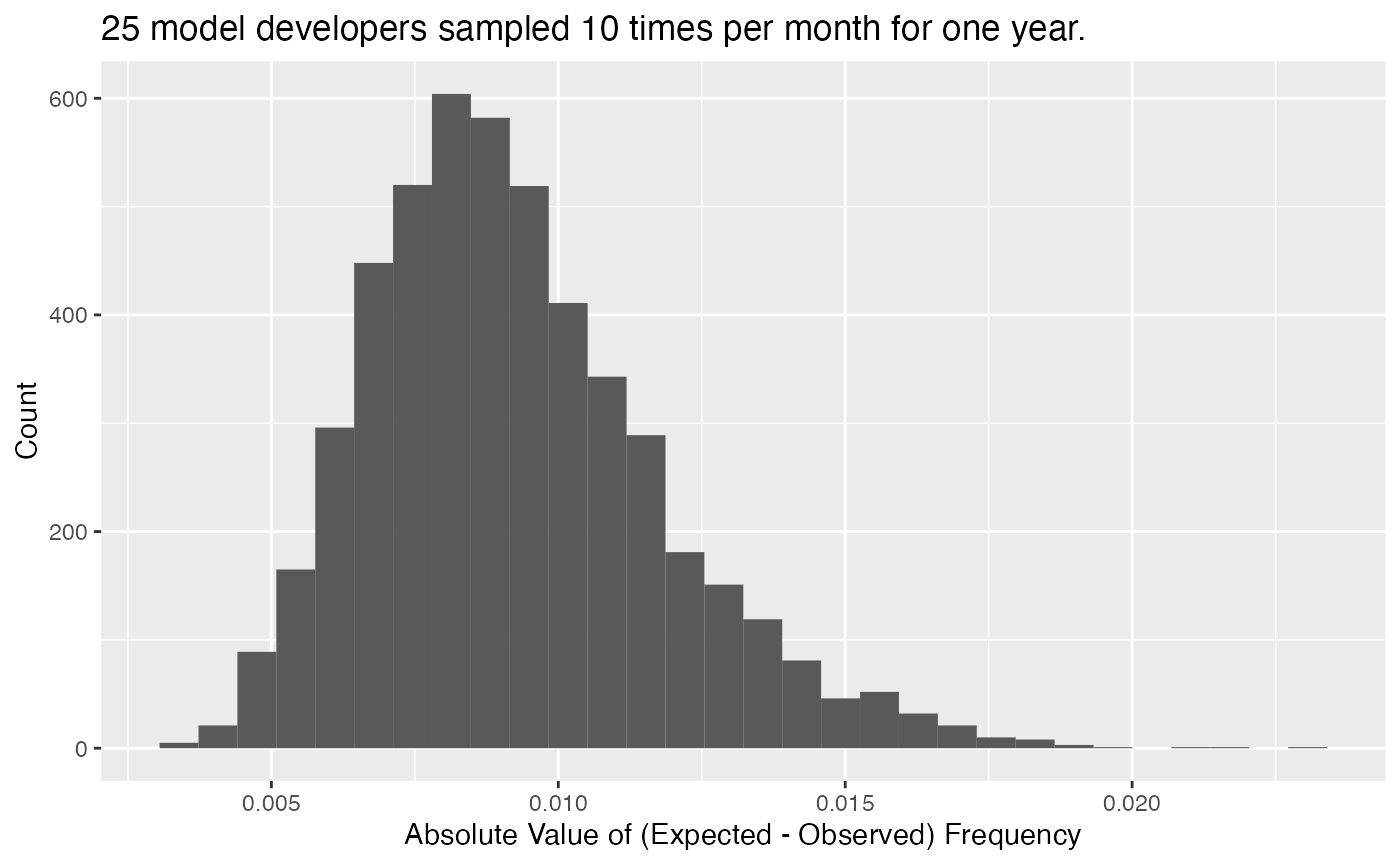 25 model developers sampled 10 times per month for one year.
600
400
200
0
Count
0.005 0.010 0.015 0.020
Absolute Value of (Expected - Observed) Frequency